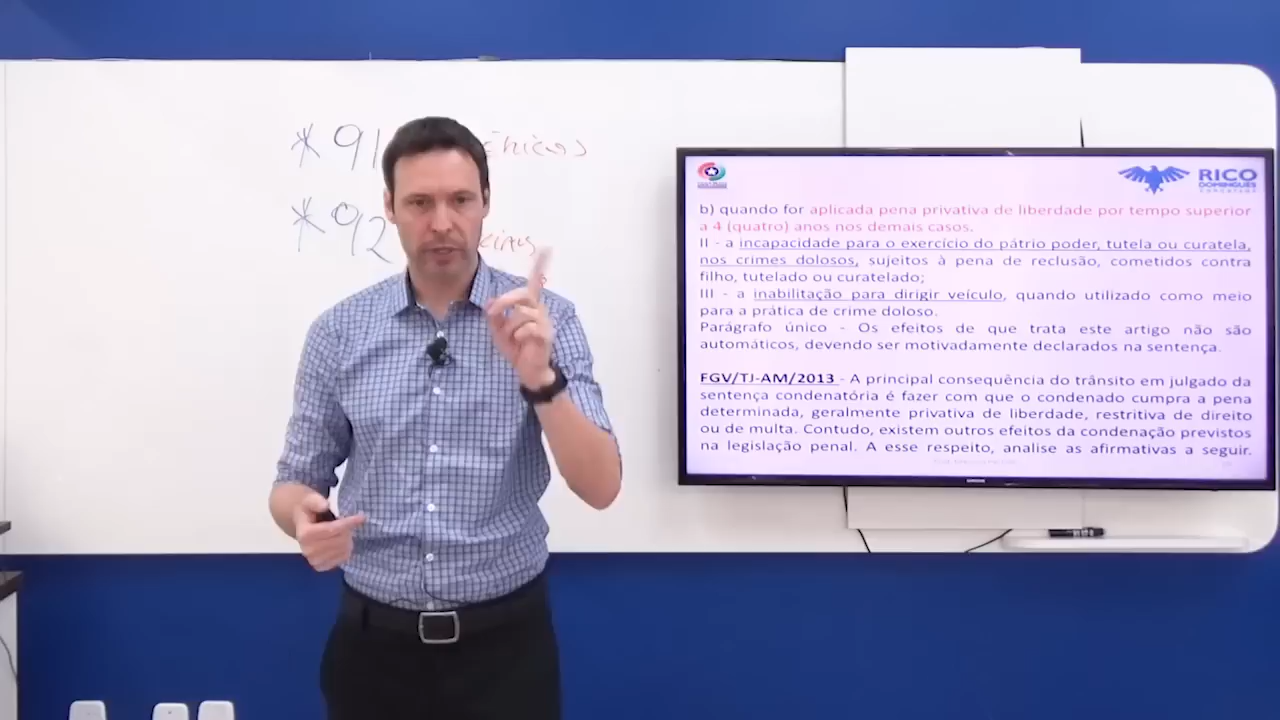 * 91
* 92
RICO
DOMINGUES
b) quando for aplicada pena privativa de liberdade por tempo superior
a 4 (quatro) anos nos demais casos.
II - a incapacidade para o exercício do pátrio poder, tutela ou curatela,
nos crimes dolosos, sujeitos à pena de reclusão, cometidos contra
filho, tutelado ou curatelado;
III - a inabilitação para dirigir veículo, quando utilizado como meio
para a prática de crime doloso.
Parágrafo único - Os efeitos de que trata este artigo não são
automáticos, devendo ser motivadamente declarados na sentença.
FGV/TJ-AM/2013 - A principal consequência do trânsito em julgado da
sentença condenatória é fazer com que o condenado cumpra a pena
determinada, geralmente privativa de liberdade, restritiva de direito
ou de multa. Contudo, existem outros efeitos da condenação previstos
na legislação penal. A esse respeito, analise as afirmativas a seguir.